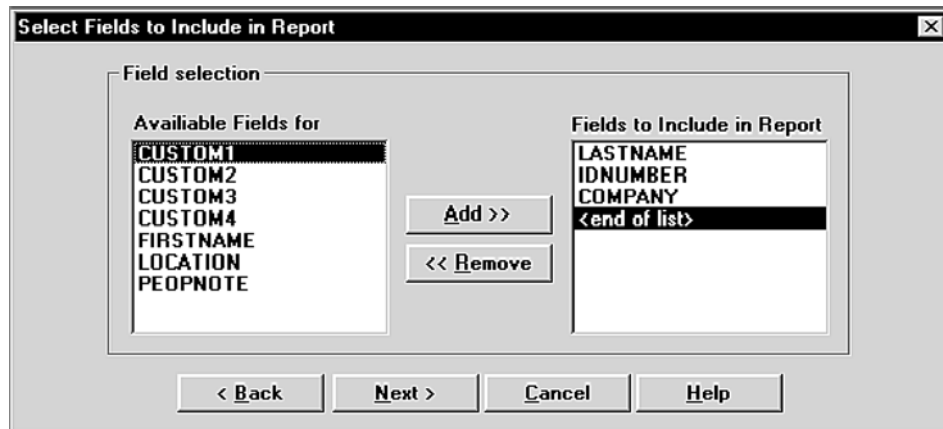 Select Fields to Include in Report
Field selection
Availiable Fields for
CUSTOM1
CUSTOM2
CUSTOM3
CUSTOM4
FIRSTNAME
LOCATION
PEOPNOTE
Add >>
<< Remove
Fields to Include in Report
LASTNAME
IDNUMBER
COMPANY
<end of list>
< Back
Next >
Cancel
Help